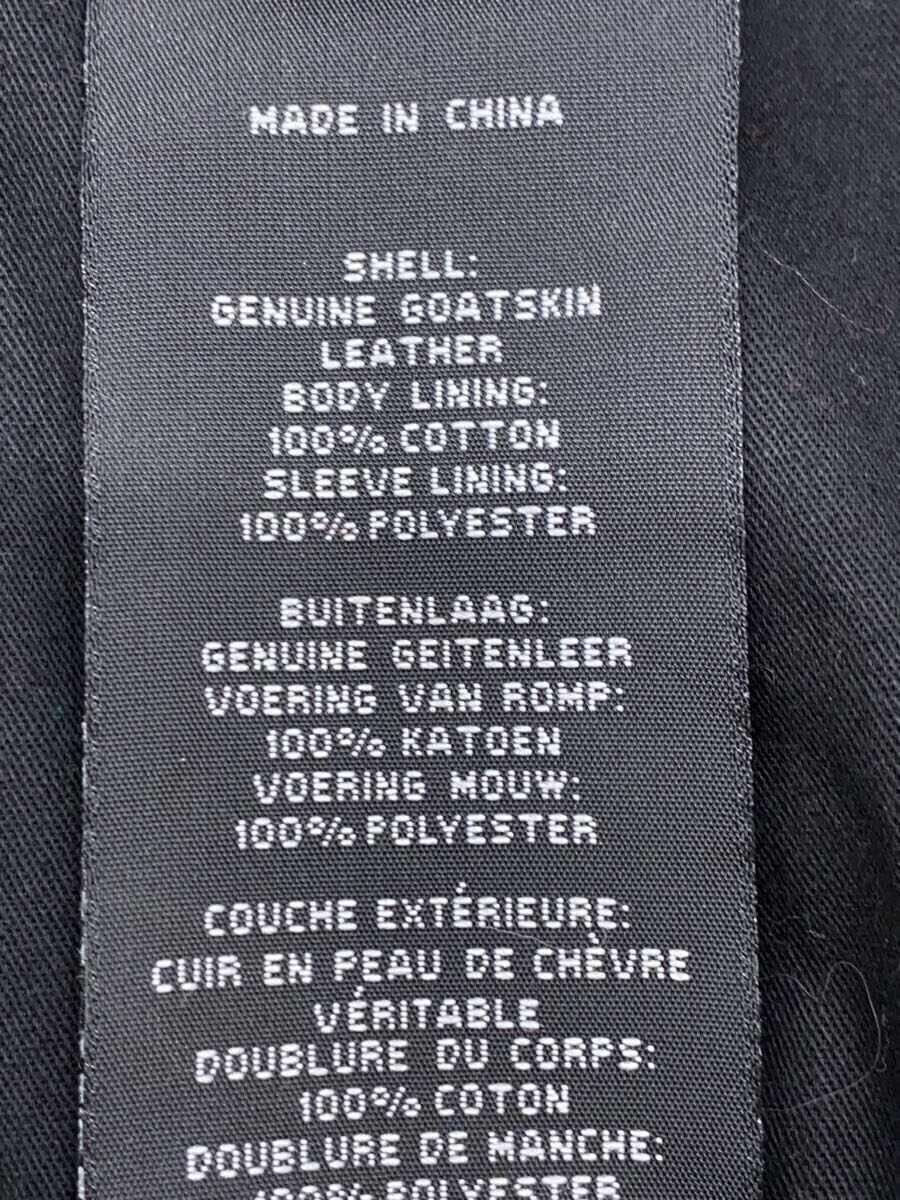 MADE IN CHINA
SHELL:
GENUINE GOATSKIN
LEATHER
BODY LINING:
100% COTTON
SLEEVE LINING:
100% POLYESTER
BUITENLAAG:
GENUINE GEITENLEER
VOERING VAN ROMP:
100% KATOEN
VOERING MOUW:
100% POLYESTER
COUCHE EXTÉRIEURE:
CUIR EN PEAU DE CHÈVRE
VÉRITABLE
DOUBLURE DU CORPS:
100% COTON
DOUBLURE DE MANCHE:
100% POLYESTER